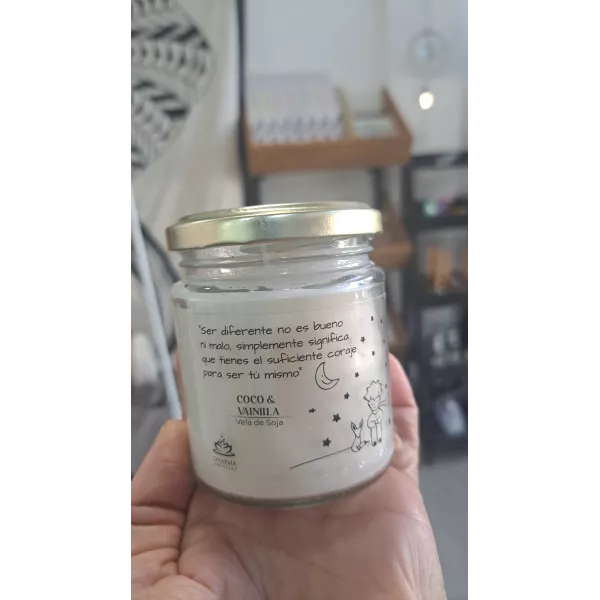 "Ser diferente no es bueno
ni malo, simplemente significa
que tienes el suficiente coraje
para ser tú mismo"
COCO &
VAINIILA
Vela de Soja